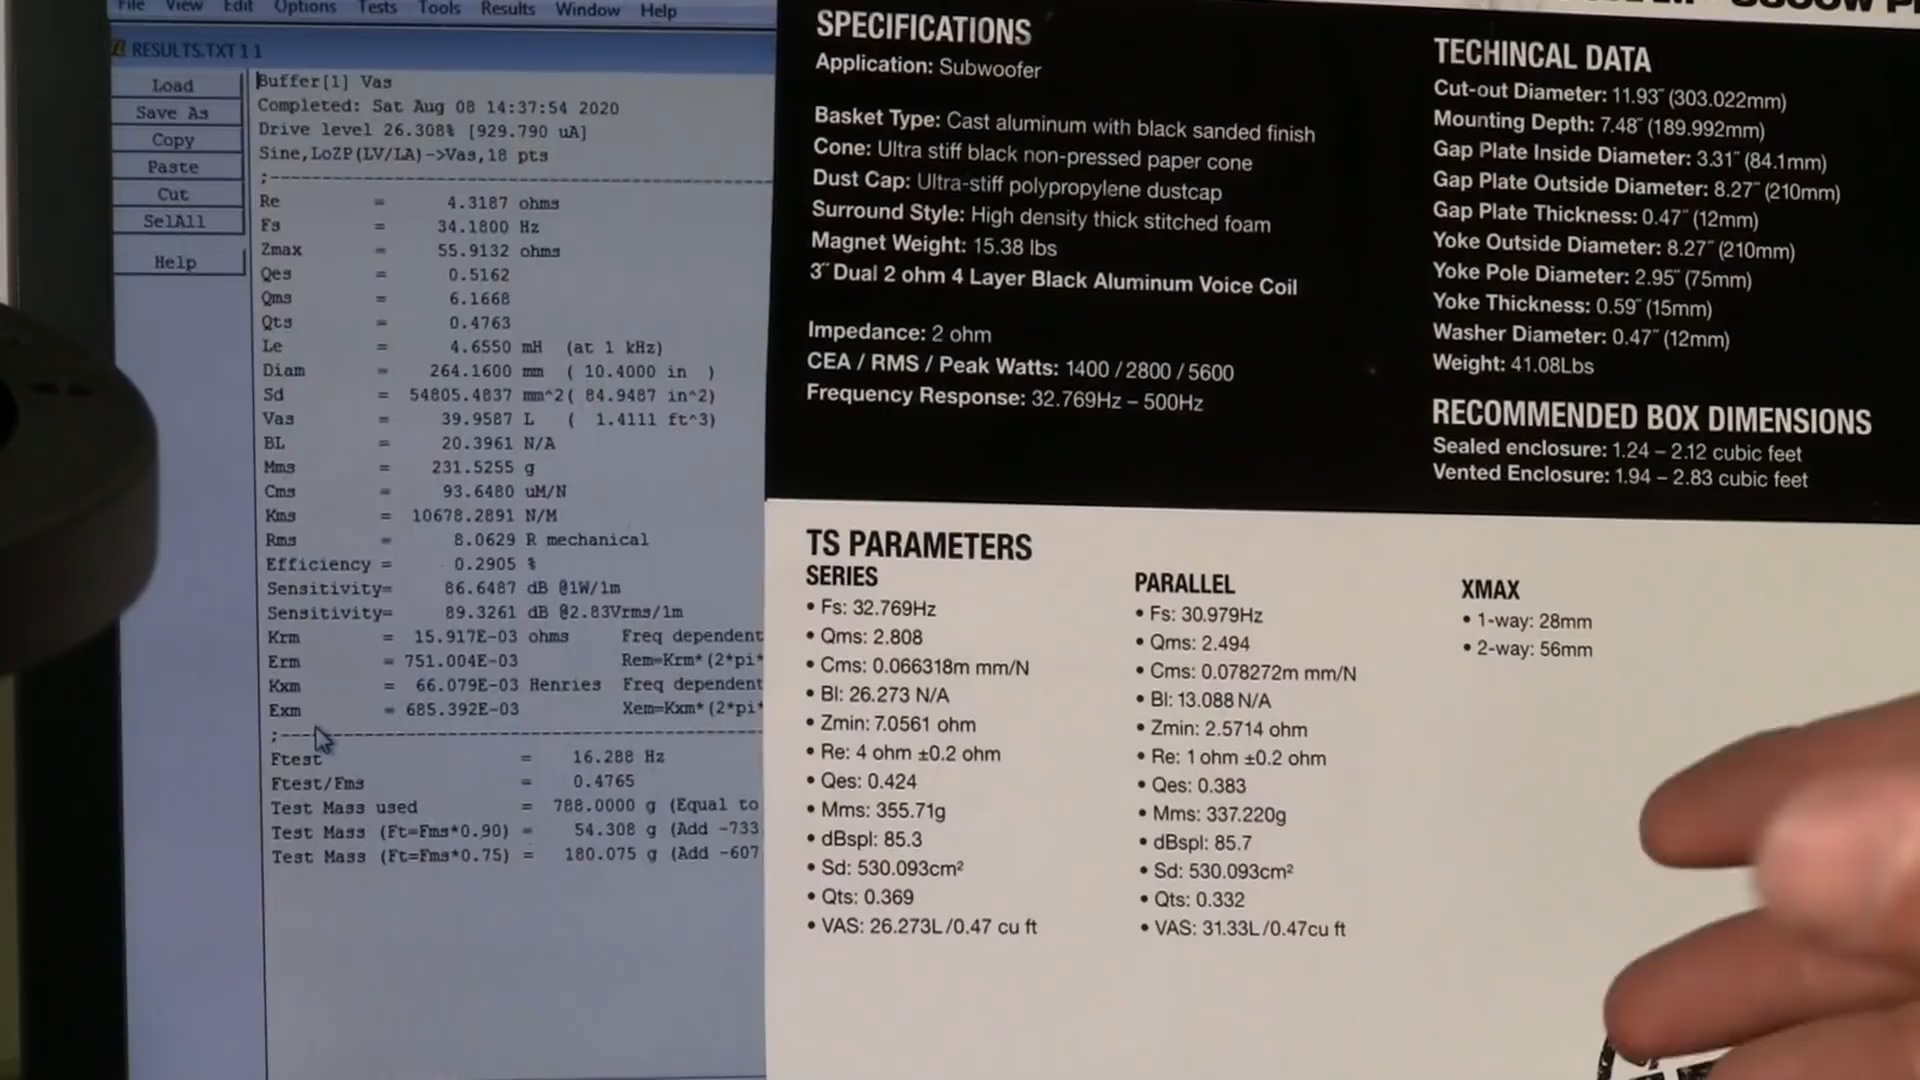 File View Edit Options Tests Tools Results Window Help
RESULTS.TXT 1 1
Load
Save As
Copy
Paste
Cut
SelAll
Help
Buffer[1] Vas
Completed: Sat Aug 08 14:37:54 2020
Drive level 26.308% [929.790 uA]
Sine,LoZP(LV/LA)->Vas,18 pts
;----------------------------------------
Re = 4.3187 ohms
Fs = 34.1800 Hz
Zmax = 55.9132 ohms
Qes = 0.5162
Qms = 6.1668
Qts = 0.4763
Le = 4.6550 mH (at 1 kHz)
Diam = 264.1600 mm ( 10.4000 in )
Sd = 54805.4837 mm^2( 84.9487 in^2)
Vas = 39.9587 L ( 1.4111 ft^3)
BL = 20.3961 N/A
Mms = 231.5255 g
Cms = 93.6480 uM/N
Kms = 10678.2891 N/M
Rms = 8.0629 R mechanical
Efficiency = 0.2905 %
Sensitivity= 86.6487 dB @1W/1m
Sensitivity= 89.3261 dB @2.83Vrms/1m
Krm = 15.917E-03 ohms Freq dependent
Erm = 751.004E-03 Rem=Krm*(2*pi*
Kxm = 66.079E-03 Henries Freq dependent
Exm = 685.392E-03 Xem=Kxm*(2*pi*
;----------------------------------------
Ftest = 16.288 Hz
Ftest/Fms = 0.4765
Test Mass used = 788.0000 g (Equal to
Test Mass (Ft=Fms*0.90) = 54.308 g (Add -733
Test Mass (Ft=Fms*0.75) = 180.075 g (Add -607
SPECIFICATIONS
Application: Subwoofer
Basket Type: Cast aluminum with black sanded finish
Cone: Ultra stiff black non-pressed paper cone
Dust Cap: Ultra-stiff polypropylene dustcap
Surround Style: High density thick stitched foam
Magnet Weight: 15.38 lbs
3" Dual 2 ohm 4 Layer Black Aluminum Voice Coil
Impedance: 2 ohm
CEA / RMS / Peak Watts: 1400 / 2800 / 5600
Frequency Response: 32.769Hz – 500Hz
TECHINCAL DATA
Cut-out Diameter: 11.93" (303.022mm)
Mounting Depth: 7.48" (189.992mm)
Gap Plate Inside Diameter: 3.31" (84.1mm)
Gap Plate Outside Diameter: 8.27" (210mm)
Gap Plate Thickness: 0.47" (12mm)
Yoke Outside Diameter: 8.27" (210mm)
Yoke Pole Diameter: 2.95" (75mm)
Yoke Thickness: 0.59" (15mm)
Washer Diameter: 0.47" (12mm)
Weight: 41.08Lbs
RECOMMENDED BOX DIMENSIONS
Sealed enclosure: 1.24 – 2.12 cubic feet
Vented Enclosure: 1.94 – 2.83 cubic feet
TS PARAMETERS
SERIES
• Fs: 32.769Hz
• Qms: 2.808
• Cms: 0.066318m mm/N
• Bl: 26.273 N/A
• Zmin: 7.0561 ohm
• Re: 4 ohm ±0.2 ohm
• Qes: 0.424
• Mms: 355.71g
• dBspl: 85.3
• Sd: 530.093cm²
• Qts: 0.369
• VAS: 26.273L/0.47 cu ft
PARALLEL
• Fs: 30.979Hz
• Qms: 2.494
• Cms: 0.078272m mm/N
• Bl: 13.088 N/A
• Zmin: 2.5714 ohm
• Re: 1 ohm ±0.2 ohm
• Qes: 0.383
• Mms: 337.220g
• dBspl: 85.7
• Sd: 530.093cm²
• Qts: 0.332
• VAS: 31.33L/0.47cu ft
XMAX
• 1-way: 28mm
• 2-way: 56mm